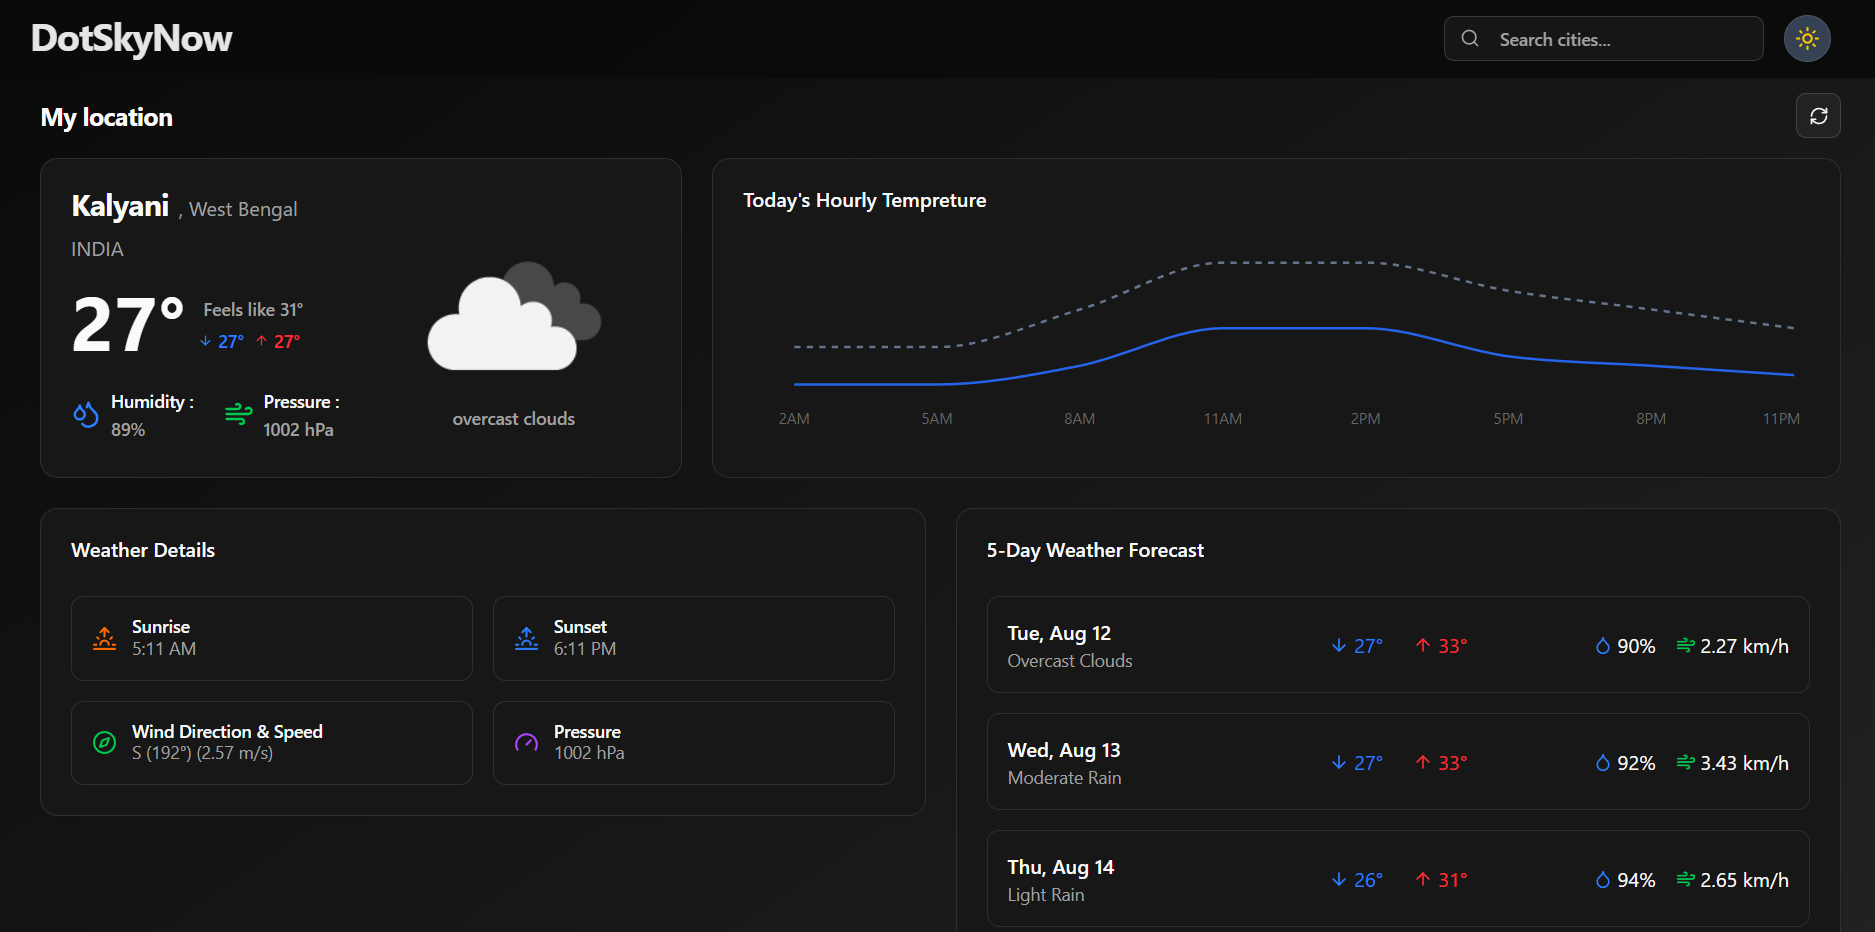 DotSkyNow
Search cities...
My location
Kalyani , West Bengal
INDIA
27°
Feels like 31°
27° 27°
Humidity :
89%
Pressure :
1002 hPa
overcast clouds
Today's Hourly Tempreture
2AM 5AM 8AM 11AM 2PM 5PM 8PM 11PM
Weather Details
Sunrise
5:11 AM
Sunset
6:11 PM
Wind Direction & Speed
S (192°) (2.57 m/s)
Pressure
1002 hPa
5-Day Weather Forecast
Tue, Aug 12
Overcast Clouds
27° 33° 90% 2.27 km/h
Wed, Aug 13
Moderate Rain
27° 33° 92% 3.43 km/h
Thu, Aug 14
Light Rain
26° 31° 94% 2.65 km/h